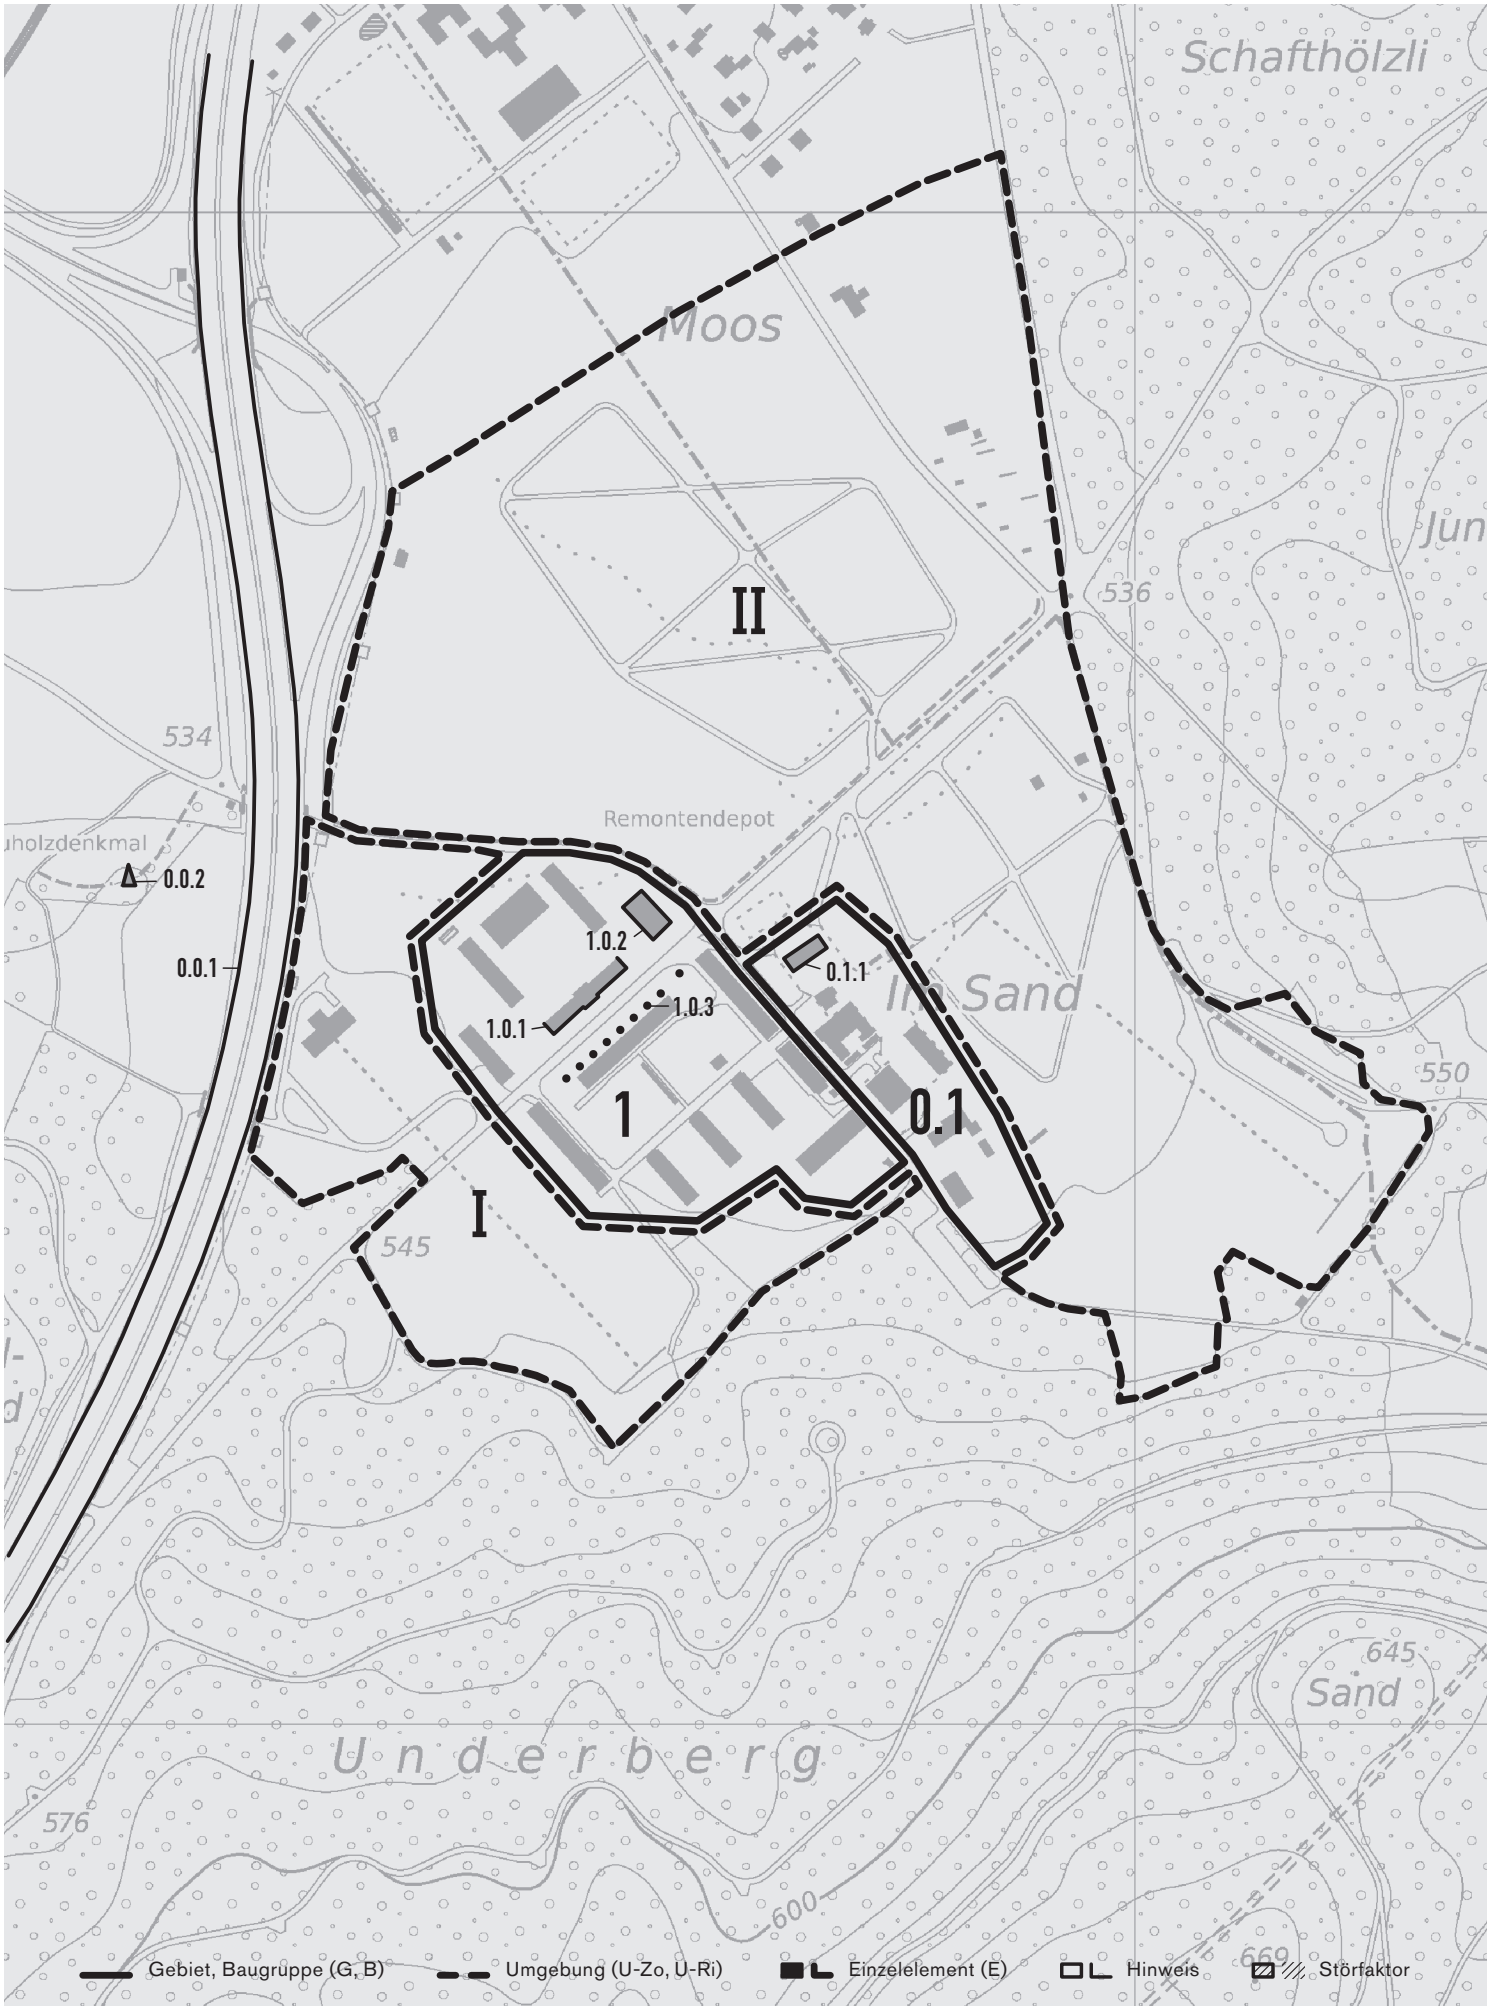 Schafthölzli
Moos
Jun
536
II
534
Remontendepot
uholzdenkmal
0.0.2
1.0.2
0.0.1
0.1.1
Im Sand
1.0.3
1.0.1
550
1
0.1
I
545
l-
d
645
Sand
Underberg
576
600
669
Gebiet, Baugruppe (G, B)
Umgebung (U-Zo, U-Ri)
Einzelelement (E)
Hinweis
Störfaktor